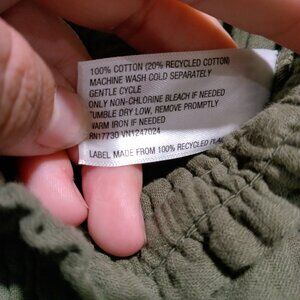 100% COTTON (20% RECYCLED COTTON)
MACHINE WASH COLD SEPARATELY
GENTLE CYCLE
ONLY NON-CHLORINE BLEACH IF NEEDED
TUMBLE DRY LOW, REMOVE PROMPTLY
WARM IRON IF NEEDED
RN17730 VN1247024
LABEL MADE FROM 100% RECYCLED